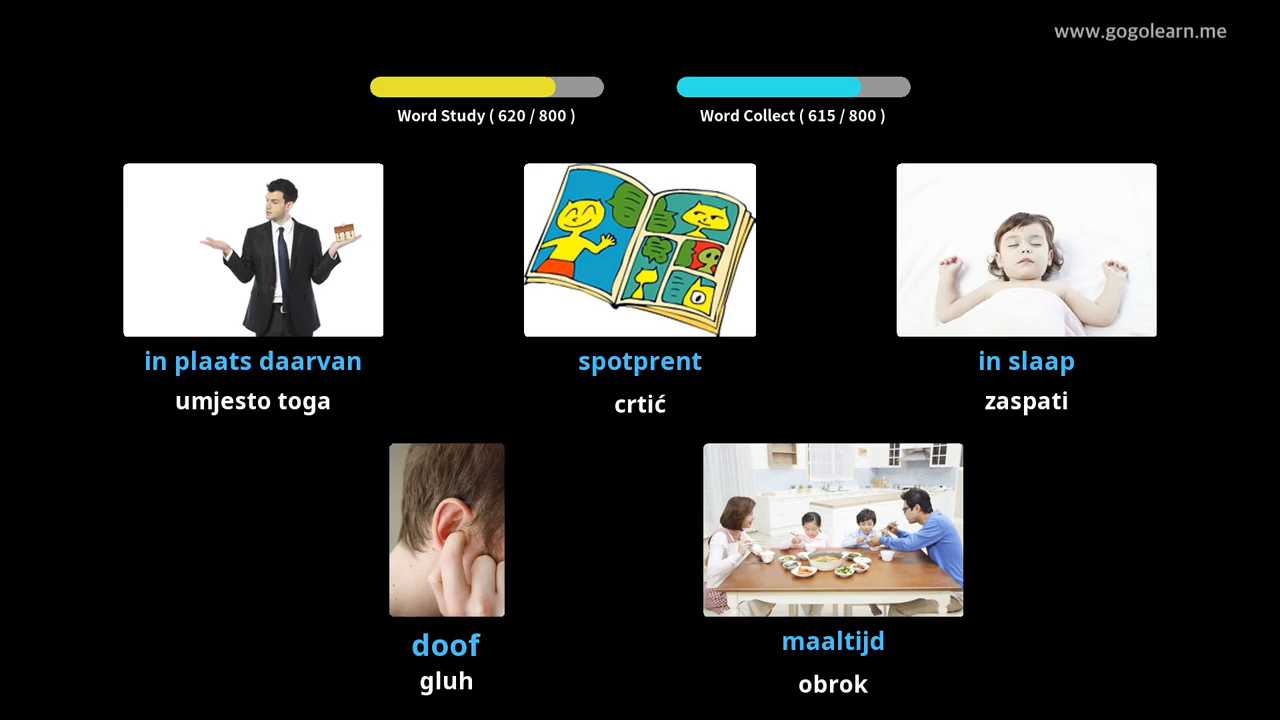 www.gogolearn.me
Word Study ( 620 / 800 )
Word Collect ( 615 / 800 )
in plaats daarvan
umjesto toga
spotprent
crtić
in slaap
zaspati
doof
gluh
maaltijd
obrok